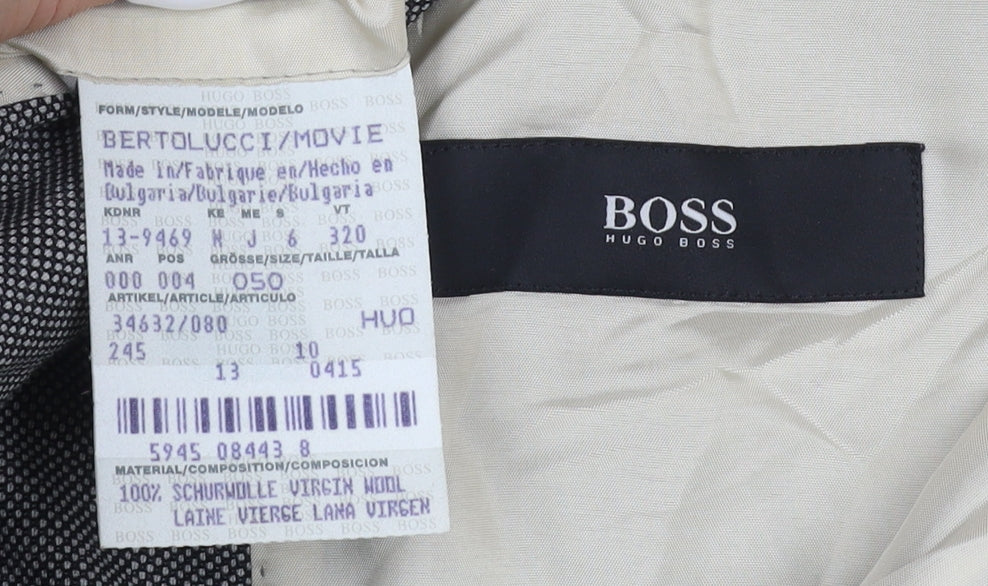 FORM/STYLE/MODELE/MODELO
BERTOLUCCI/MOVIE
Made in/Fabrique en/Hecho en
Bulgaria/Bulgarie/Bulgaria
KDNR KE ME S VT
13-9469 N J 6 320
ANR POS GRÖSSE/SIZE/TAILLE/TALLA
000 004 050
ARTIKEL/ARTICLE/ARTICULO
34632/080 HUO
245 10
13 0415
5945 08443 8
MATERIAL/COMPOSITION/COMPOSICION
100% SCHURWOLLE VIRGIN WOOL
LAINE VIERGE LANA VIRGEN
BOSS
HUGO BOSS